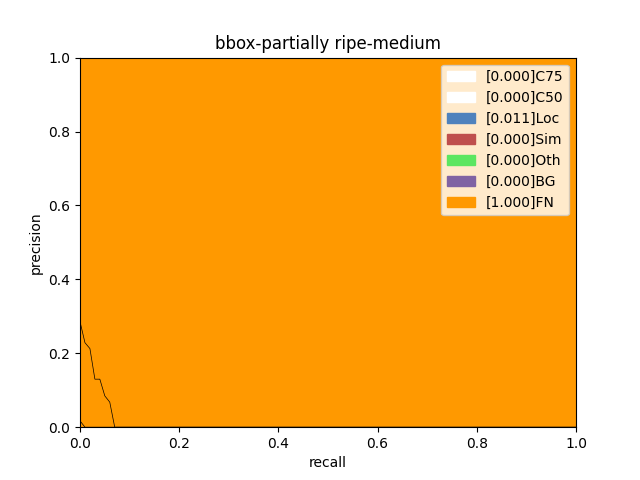 bbox-partially ripe-medium
1.0
0.8
0.6
0.4
0.2
0.0
precision
[0.000]C75
[0.000]C50
[0.011]Loc
[0.000]Sim
[0.000]Oth
[0.000]BG
[1.000]FN
0.0 0.2 0.4 0.6 0.8 1.0
recall